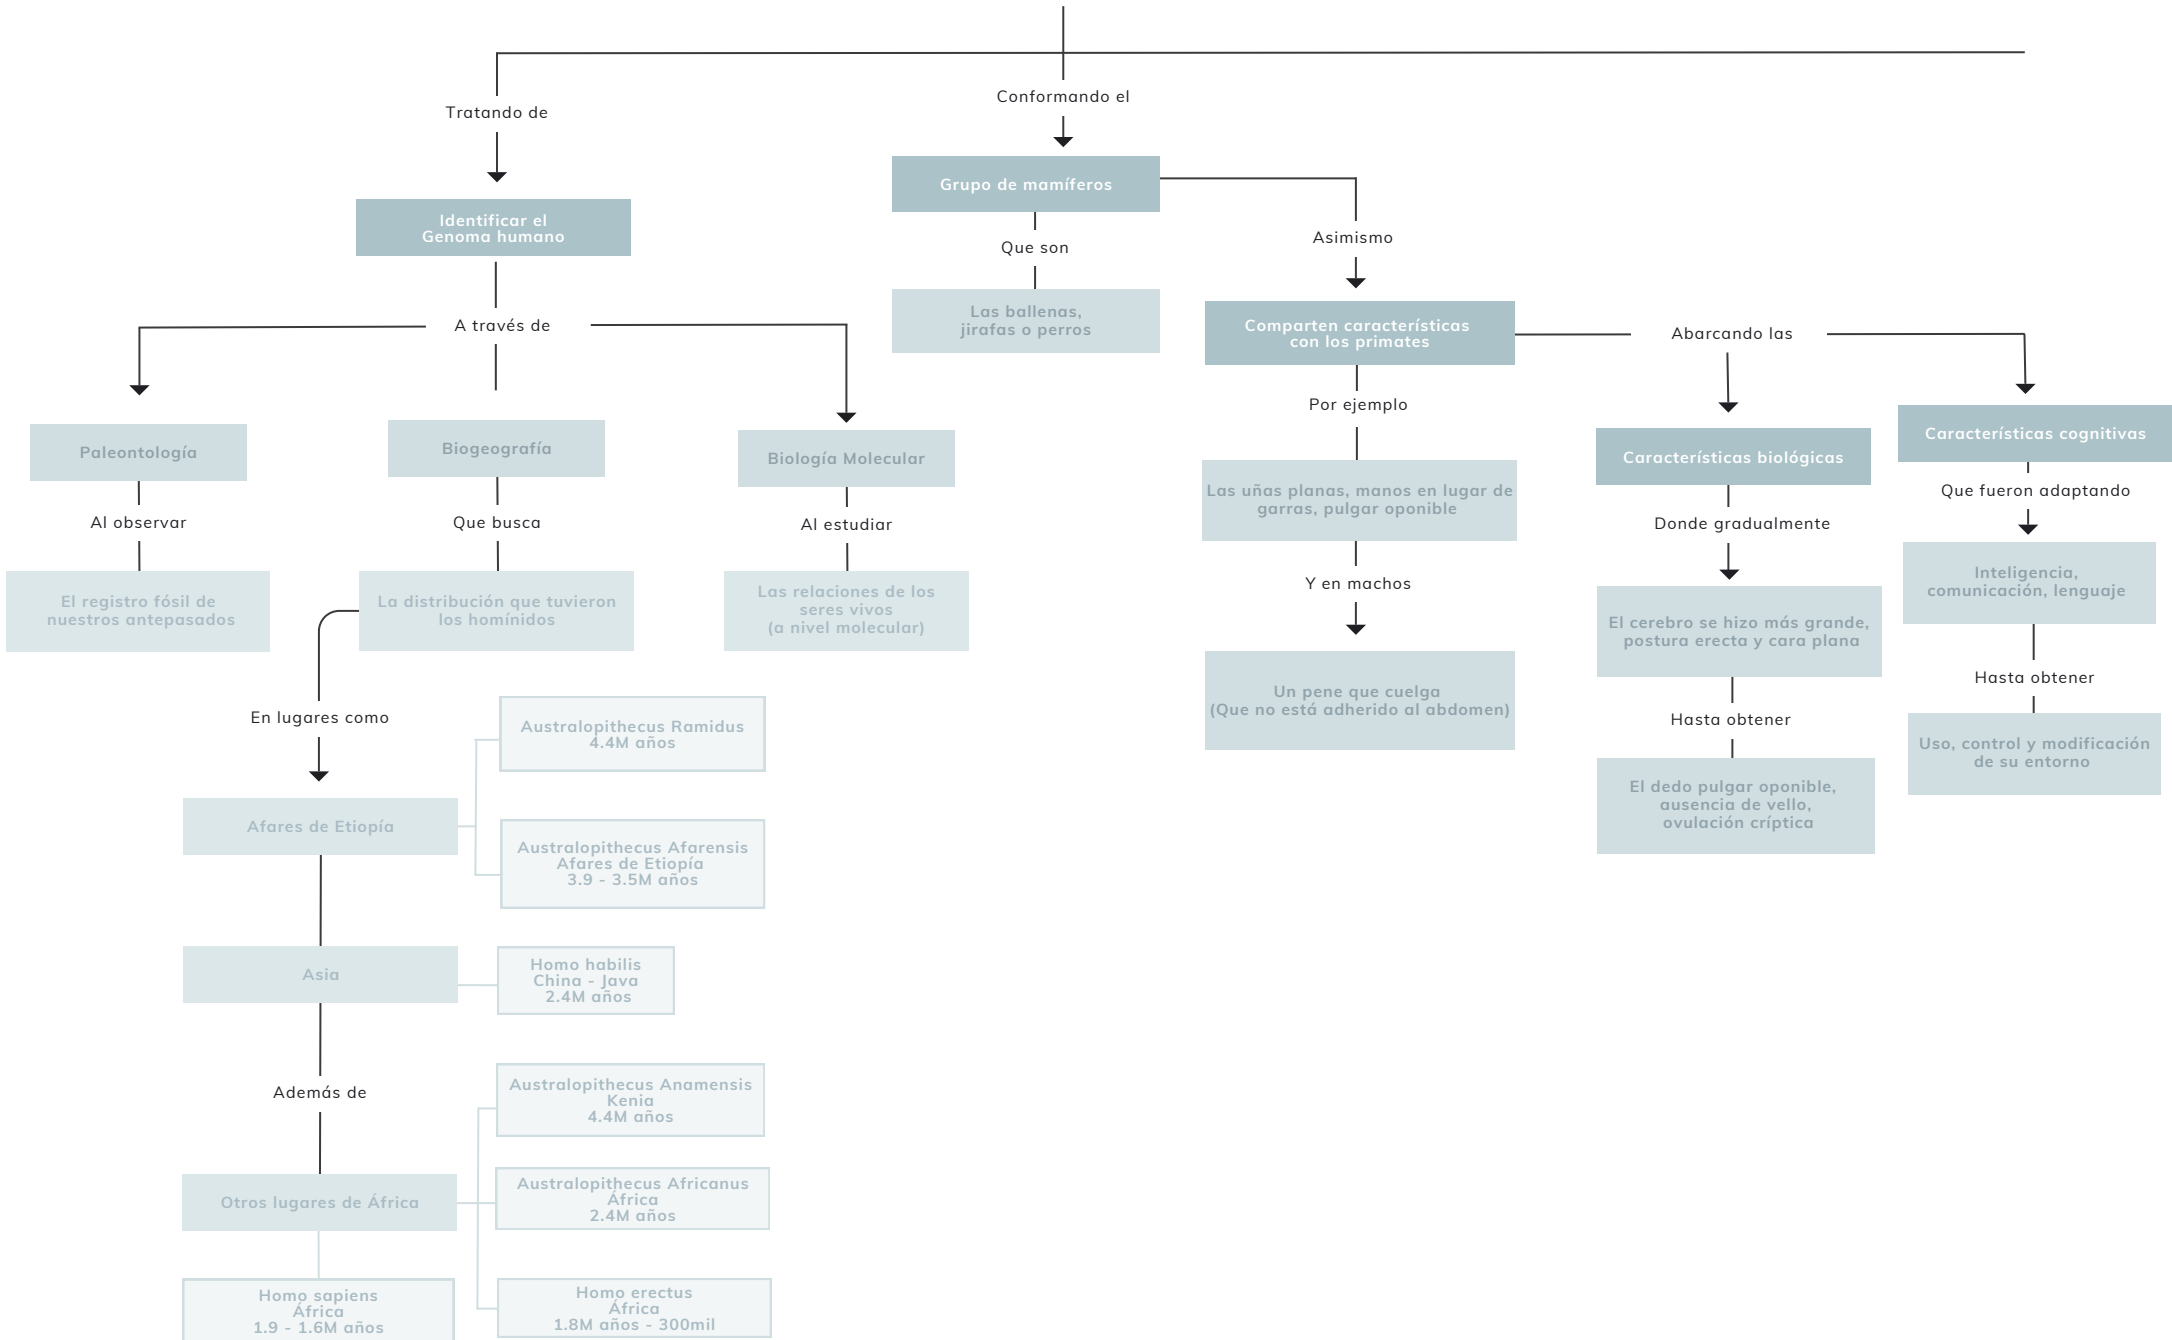 Tratando de
Identificar el
Genoma humano
A través de
Paleontología
Al observar
El registro fósil de
nuestros antepasados
Biogeografía
Que busca
La distribución que tuvieron
los homínidos
Biología Molecular
Al estudiar
Las relaciones de los
seres vivos
(a nivel molecular)
En lugares como
Afares de Etiopía
Australopithecus Ramidus
4.4M años
Australopithecus Afarensis
Afares de Etiopía
3.9 - 3.5M años
Asia
Homo habilis
China - Java
2.4M años
Además de
Otros lugares de África
Australopithecus Anamensis
Kenia
4.4M años
Australopithecus Africanus
África
2.4M años
Homo erectus
África
1.8M años - 300mil
Homo sapiens
África
1.9 - 1.6M años
Conformando el
Grupo de mamíferos
Que son
Las ballenas,
jirafas o perros
Asimismo
Comparten características
con los primates
Por ejemplo
Las uñas planas, manos en lugar de
garras, pulgar oponible
Y en machos
Un pene que cuelga
(Que no está adherido al abdomen)
Abarcando las
Características biológicas
Donde gradualmente
El cerebro se hizo más grande,
postura erecta y cara plana
Hasta obtener
El dedo pulgar oponible,
ausencia de vello,
ovulación críptica
Características cognitivas
Que fueron adaptando
Inteligencia,
comunicación, lenguaje
Hasta obtener
Uso, control y modificación
de su entorno